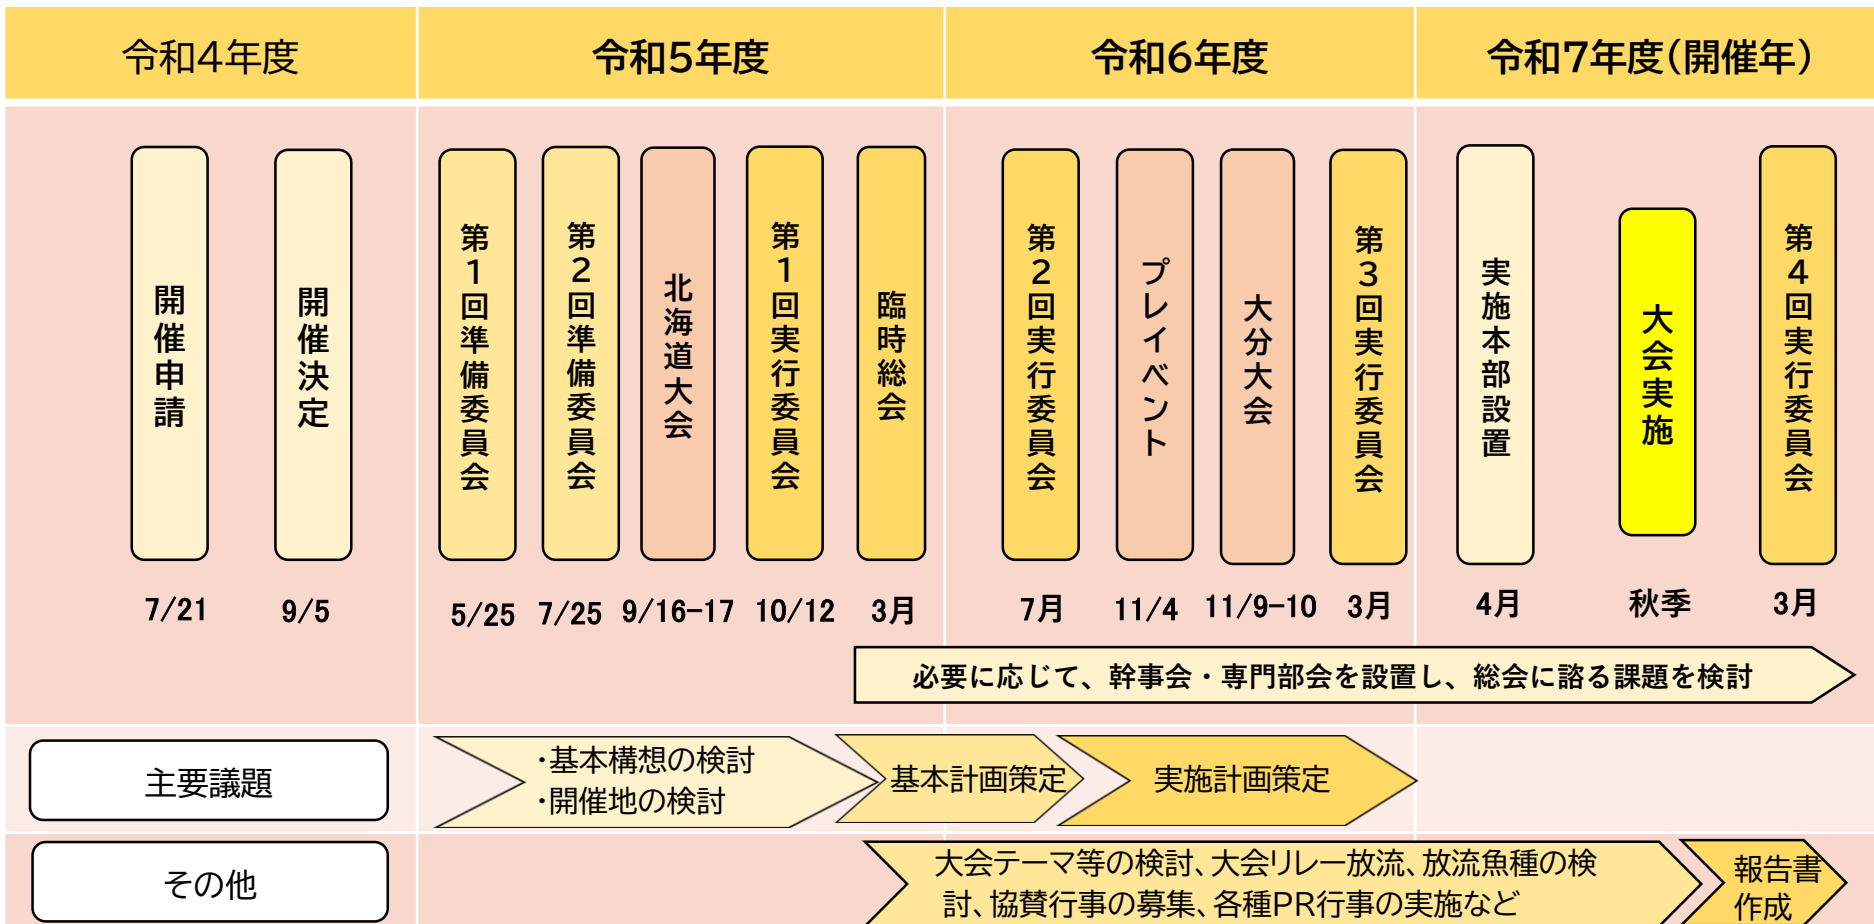 令和4年度
令和5年度
令和6年度
令和7年度(開催年)
開催申請
開催決定
第1回準備委員会
第2回準備委員会
北海道大会
第1回実行委員会
臨時総会
第2回実行委員会
プレイベント
大分大会
第3回実行委員会
実施本部設置
大会実施
第4回実行委員会
7/21
9/5
5/25
7/25
9/16-17
10/12
3月
7月
11/4
11/9-10
3月
4月
秋季
3月
必要に応じて、幹事会・専門部会を設置し、総会に諮る課題を検討
主要議題
・基本構想の検討
・開催地の検討
基本計画策定
実施計画策定
その他
大会テーマ等の検討、大会リレー放流、放流魚種の検
討、協賛行事の募集、各種PR行事の実施など
報告書
作成